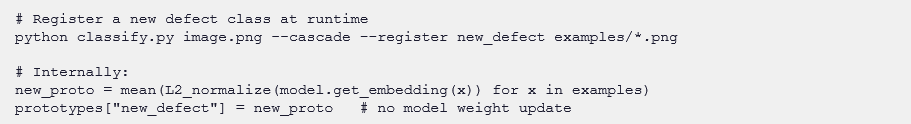 # Register a new defect class at runtime
python classify.py image.png --cascade --register new_defect examples/*.png
# Internally:
new_proto = mean(L2_normalize(model.get_embedding(x)) for x in examples)
prototypes["new_defect"] = new_proto   # no model weight update